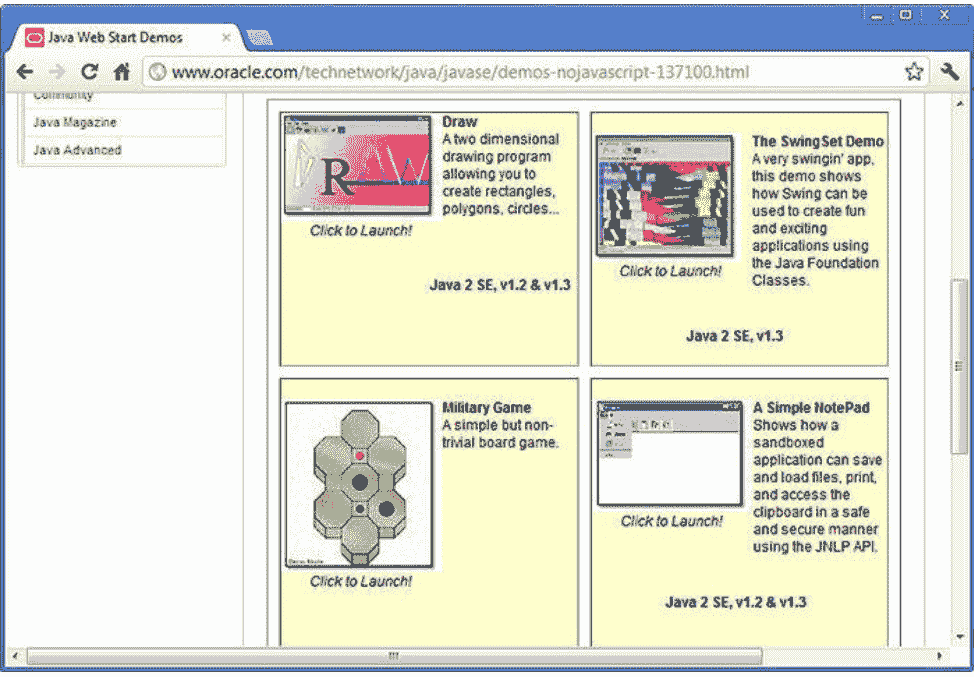 Java Web Start Demos
www.oracle.com/technetwork/java/javase/demos-nojavascript-137100.html
Community
Java Magazine
Java Advanced
Draw
A two dimensional
drawing program
allowing you to
create rectangles,
polygons, circles...
Click to Launch!
Java 2 SE, v1.2 & v1.3
The SwingSet Demo
A very swingin' app,
this demo shows
how Swing can be
used to create fun
and exciting
applications using
the Java Foundation
Classes.
Click to Launch!
Java 2 SE, v1.3
Military Game
A simple but non-
trivial board game.
Click to Launch!
A Simple NotePad
Shows how a
sandboxed
application can save
and load files, print,
and access the
clipboard in a safe
and secure manner
using the JNLP API.
Click to Launch!
Java 2 SE, v1.2 & v1.3